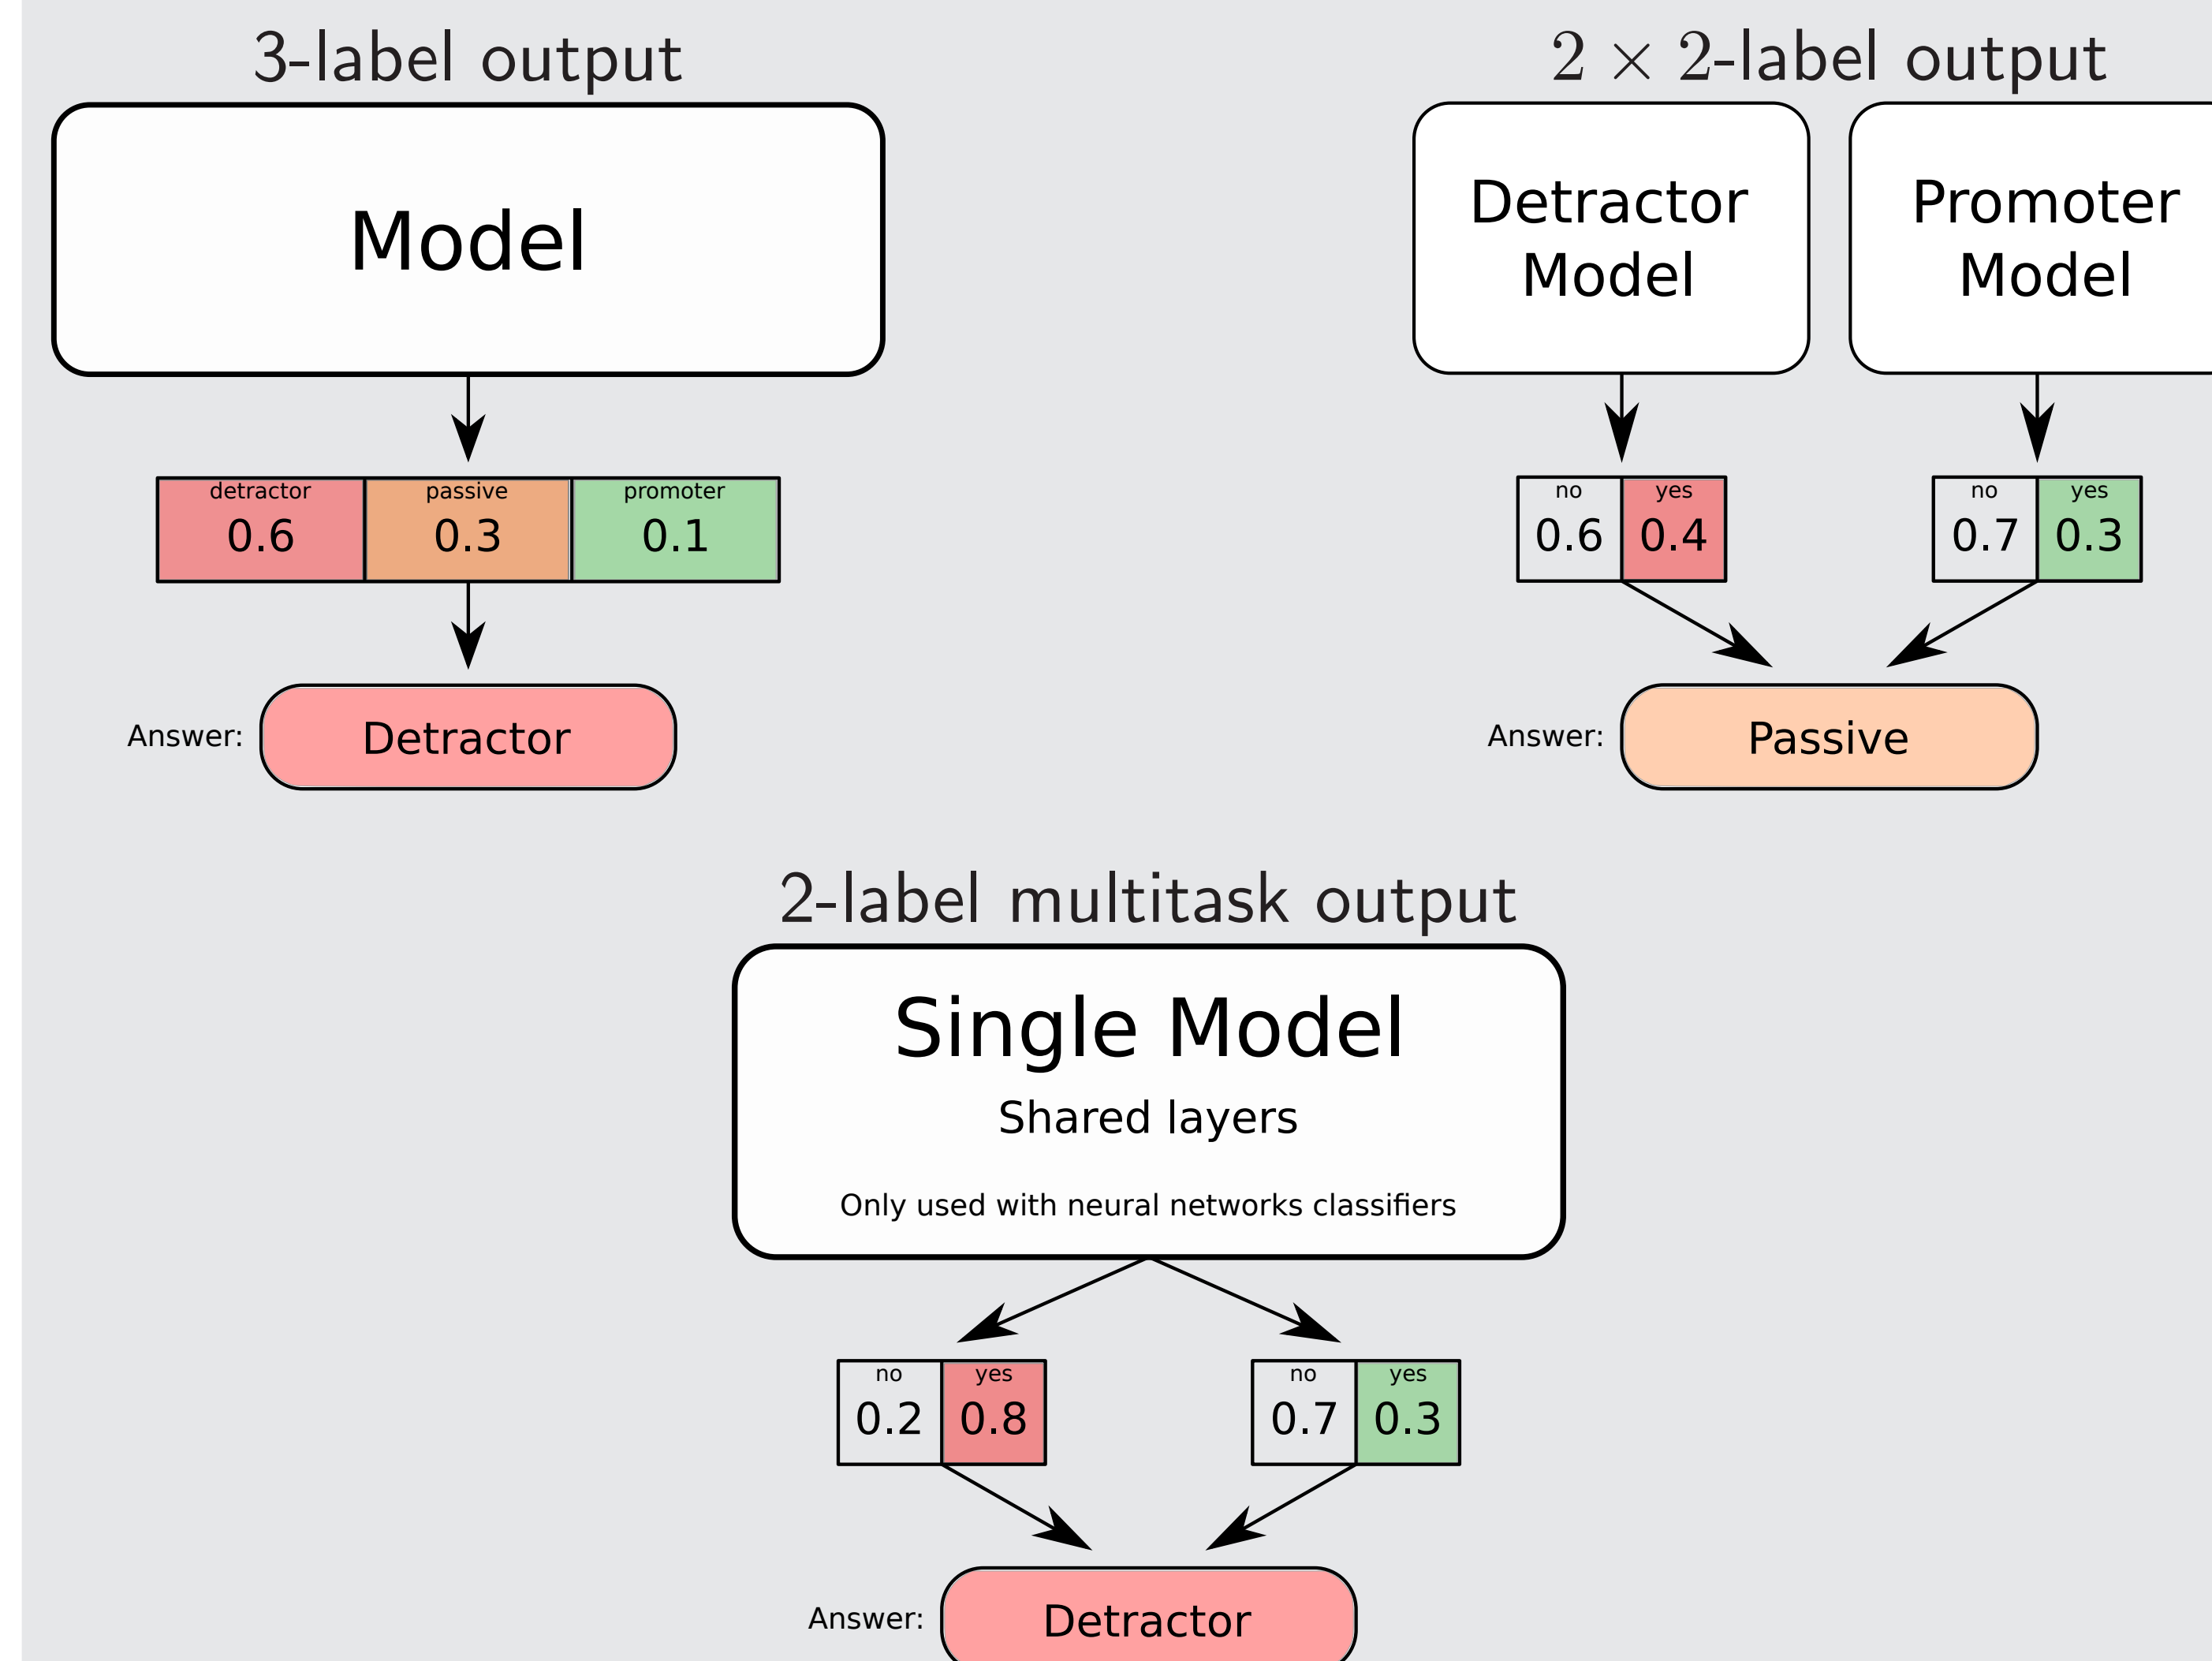 3-label output
Model
detractor passive promoter
0.6 0.3 0.1
Answer: Detractor
2 × 2-label output
Detractor
Model
Promoter
Model
no yes no yes
0.6 0.4 0.7 0.3
Answer: Passive
2-label multitask output
Single Model
Shared layers
Only used with neural networks classifiers
no yes no yes
0.2 0.8 0.7 0.3
Answer: Detractor